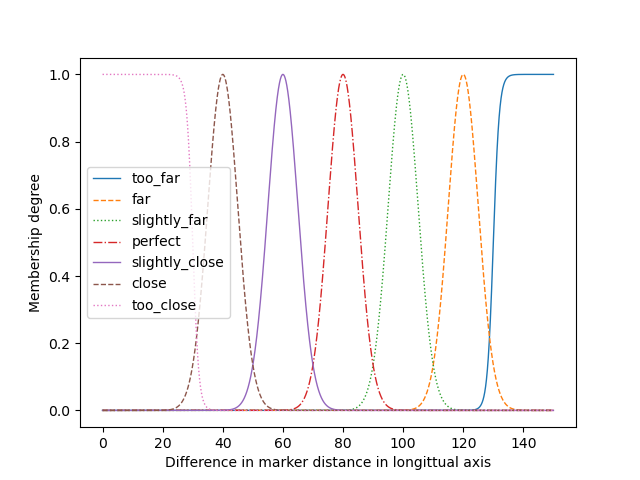 1.0
0.8
0.6
0.4
0.2
0.0
Membership degree
too_far
far
slightly_far
perfect
slightly_close
close
too_close
0 20 40 60 80 100 120 140
Difference in marker distance in longittual axis